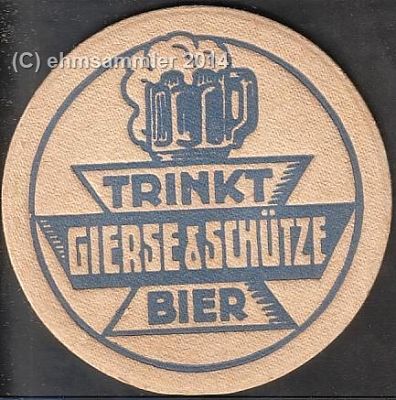 (C) ehmsammler 2014
TRINKT
GIERSE & SCHÜTZE
BIER